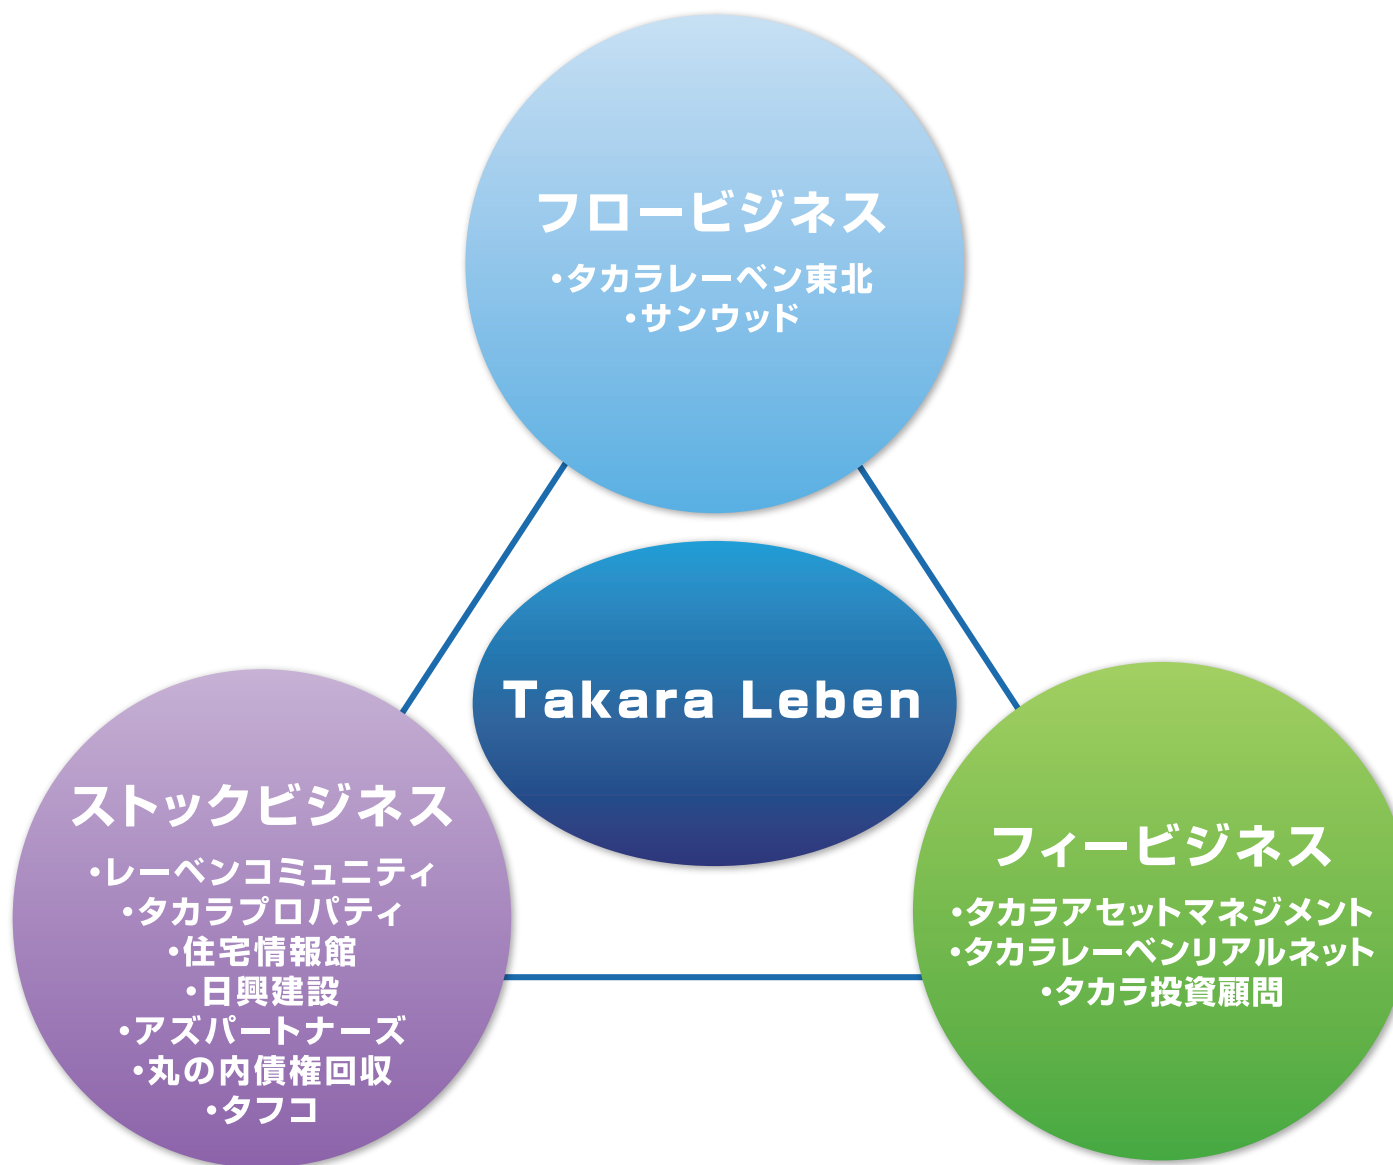 フロービジネス
・タカラレーベン東北
・サンウッド
Takara Leben
ストックビジネス
・レーベンコミュニティ
・タカラプロパティ
・住宅情報館
・日興建設
・アズパートナーズ
・丸の内債権回収
・タフコ
フィービジネス
・タカラアセットマネジメント
・タカラレーベンリアルネット
・タカラ投資顧問